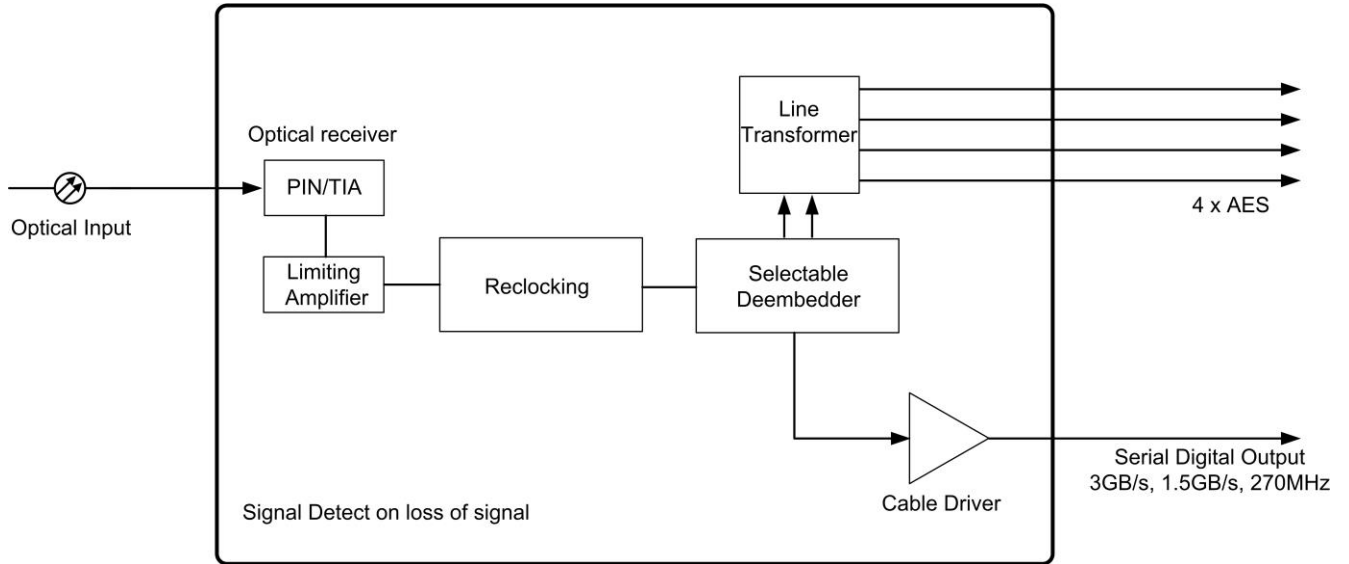 Optical Input
Optical receiver
PIN/TIA
Limiting
Amplifier
Reclocking
Selectable
Deembedder
Line
Transformer
4 x AES
Cable Driver
Serial Digital Output
3GB/s, 1.5GB/s, 270MHz
Signal Detect on loss of signal